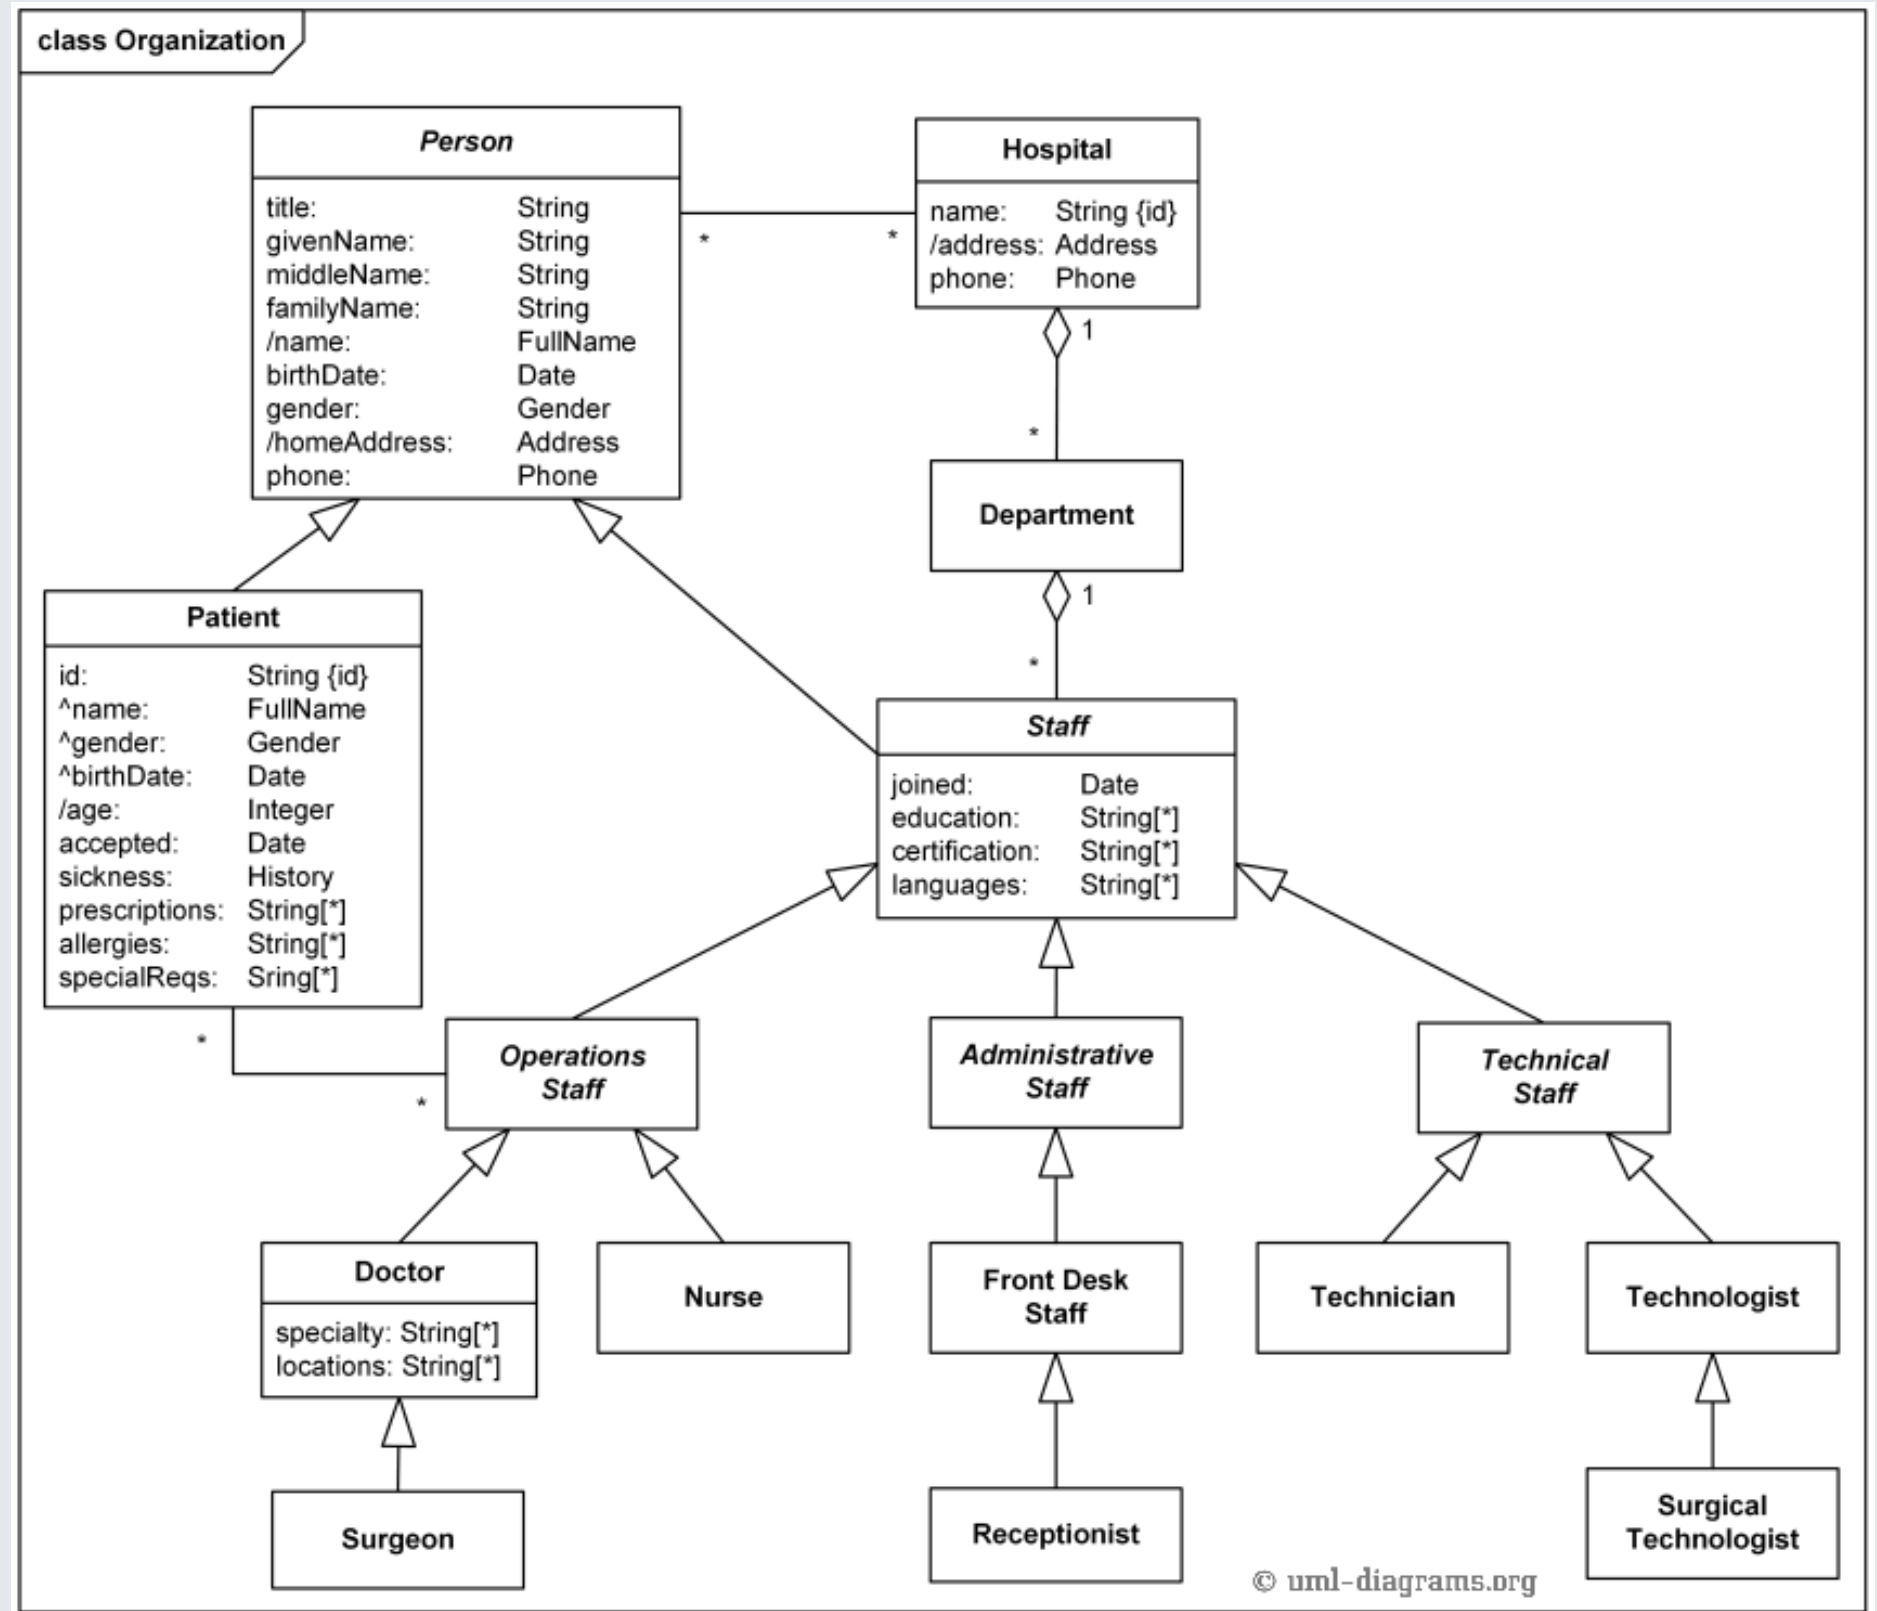 class Organization
Person
title: String
givenName: String
middleName: String
familyName: String
/name: FullName
birthDate: Date
gender: Gender
/homeAddress: Address
phone: Phone
* *
Hospital
name: String {id}
/address: Address
phone: Phone
1
*
Department
1
*
Patient
id: String {id}
^name: FullName
^gender: Gender
^birthDate: Date
/age: Integer
accepted: Date
sickness: History
prescriptions: String[*]
allergies: String[*]
specialReqs: Sring[*]
*
*
Staff
joined: Date
education: String[*]
certification: String[*]
languages: String[*]
Operations
Staff
Administrative
Staff
Technical
Staff
Doctor
specialty: String[*]
locations: String[*]
Nurse
Front Desk
Staff
Technician
Technologist
Surgeon
Receptionist
Surgical
Technologist
© uml-diagrams.org